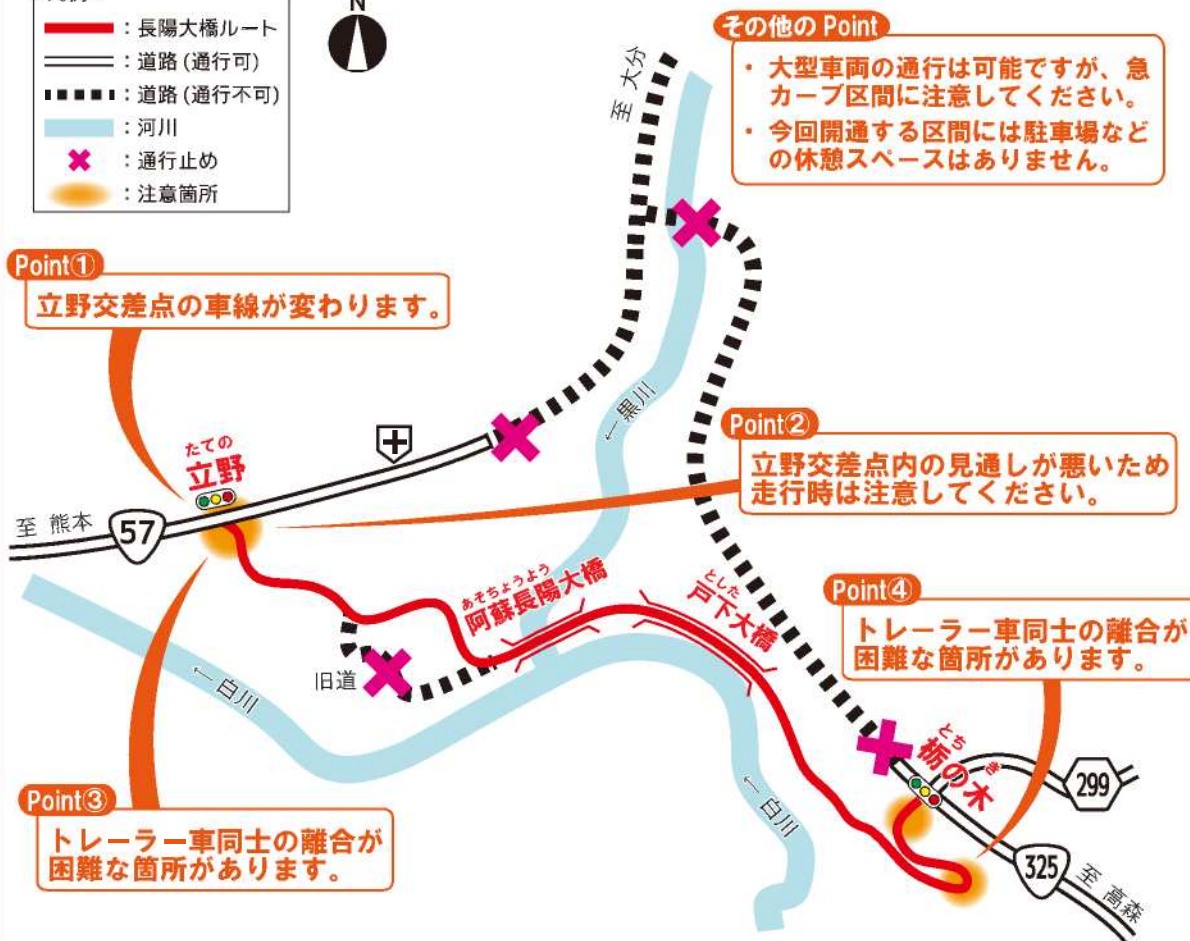 N
：長陽大橋ルート
：道路(通行可)
：道路(通行不可)
：河川
：通行止め
：注意箇所
その他の Point
・大型車両の通行は可能ですが、急
カーブ区間に注意してください。
・今回開通する区間には駐車場など
の休憩スペースはありません。
至 大分
Point①
立野交差点の車線が変わります。
←黒川
Point②
立野交差点内の見通しが悪いため
走行時は注意してください。
たての
立野
至 熊本
57
あそちょうよう
阿蘇長陽大橋
とした
戸下大橋
Point④
トレーラー車同士の離合が
困難な箇所があります。
旧道
←白川
とち き
栃の木
299
←白川
Point③
トレーラー車同士の離合が
困難な箇所があります。
325
至 高森